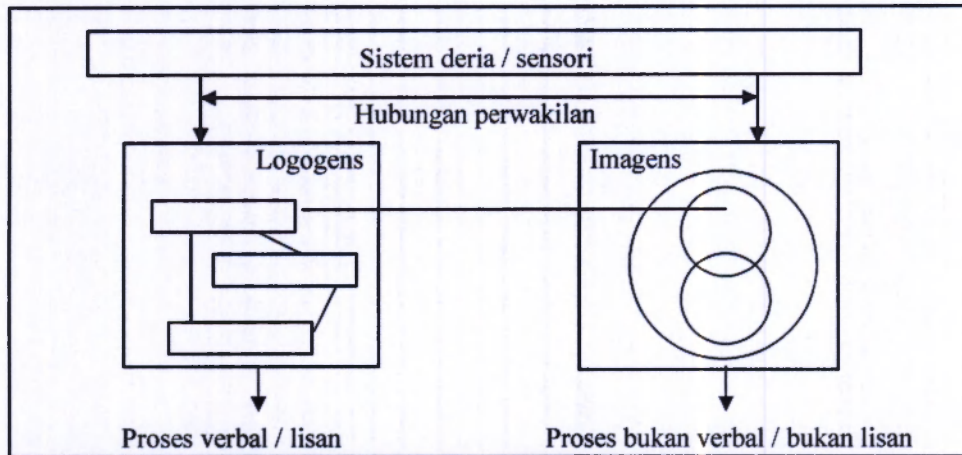 Sistem deria / sensori
Hubungan perwakilan
Logogens
Imagens
Proses verbal / lisan
Proses bukan verbal / bukan lisan